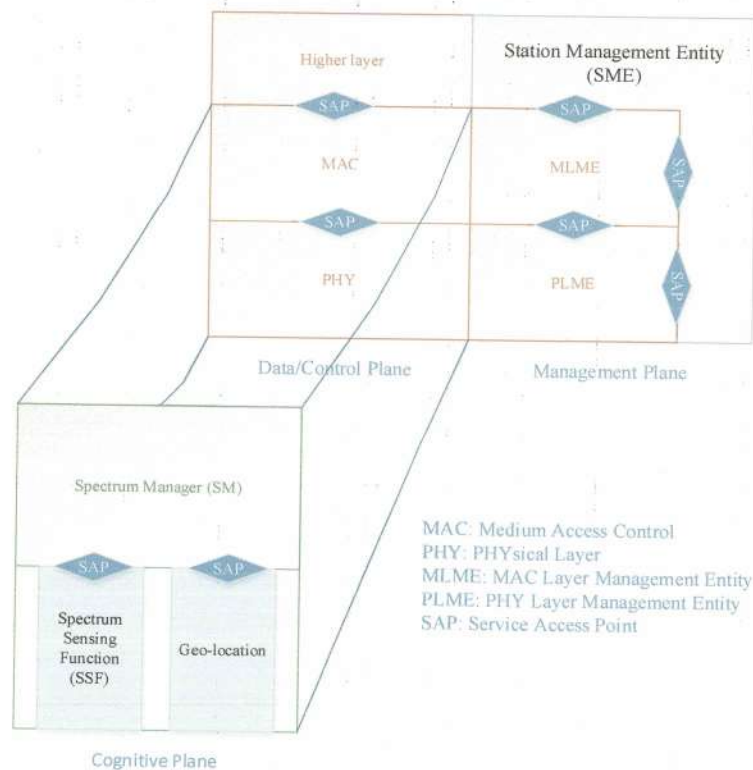 Higher layer
Station Management Entity
(SME)
SAP
SAP
MAC
MLME
SAP
SAP
SAP
PHY
PLME
SAP
Data/Control Plane
Management Plane
Spectrum Manager (SM)
SAP
SAP
Spectrum
Sensing
Function
(SSF)
Geo-location
Cognitive Plane
MAC: Medium Access Control
PHY: PHYsical Layer
MLME: MAC Layer Management Entity
PLME: PHY Layer Management Entity
SAP: Service Access Point